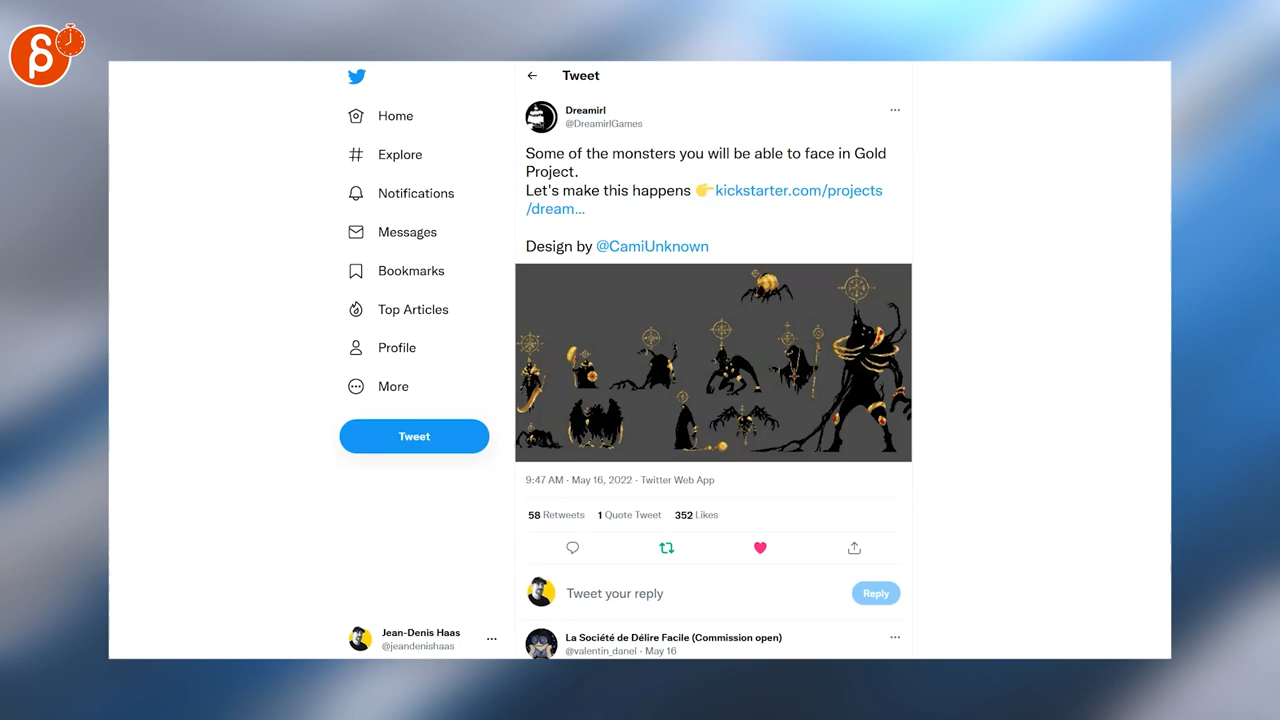 Tweet
Home
Explore
Notifications
Messages
Bookmarks
Top Articles
Profile
More
Tweet
Jean-Denis Haas
@jeandenishaas
Dreamirl
@DreamirlGames
Some of the monsters you will be able to face in Gold
Project.
Let's make this happens 👉kickstarter.com/projects
/dream...
Design by @CamiUnknown
9:47 AM · May 16, 2022 · Twitter Web App
58 Retweets 1 Quote Tweet 352 Likes
Tweet your reply
Reply
La Société de Délire Facile (Commission open)
@valentin_danel · May 16